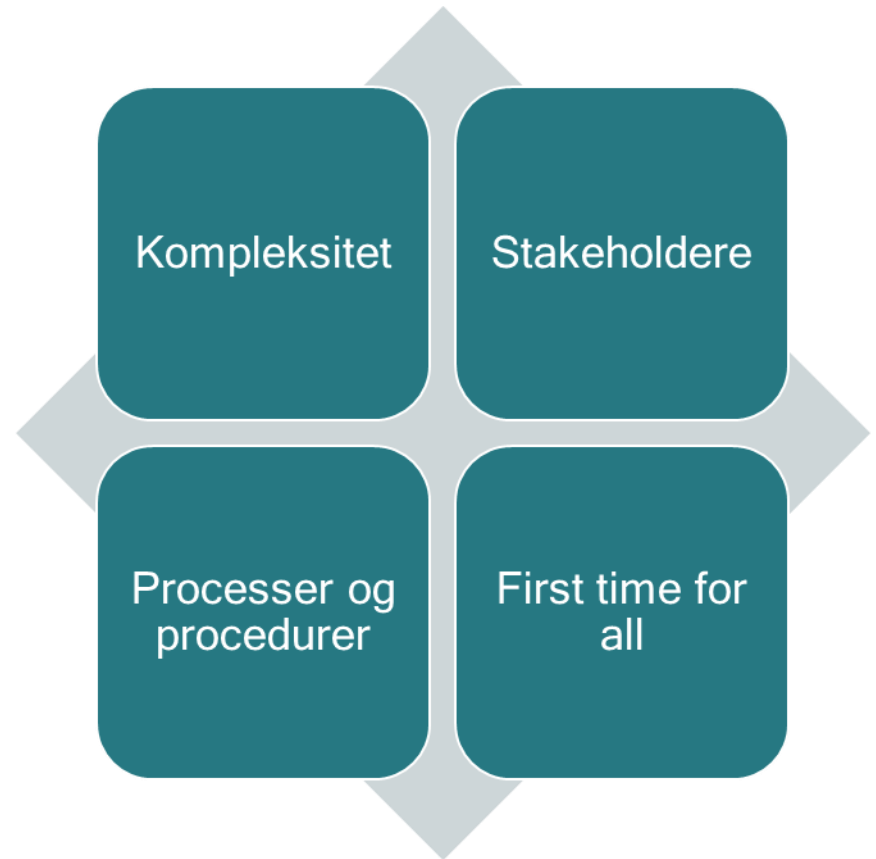 Kompleksitet
Stakeholdere
Processer og
procedurer
First time for
all